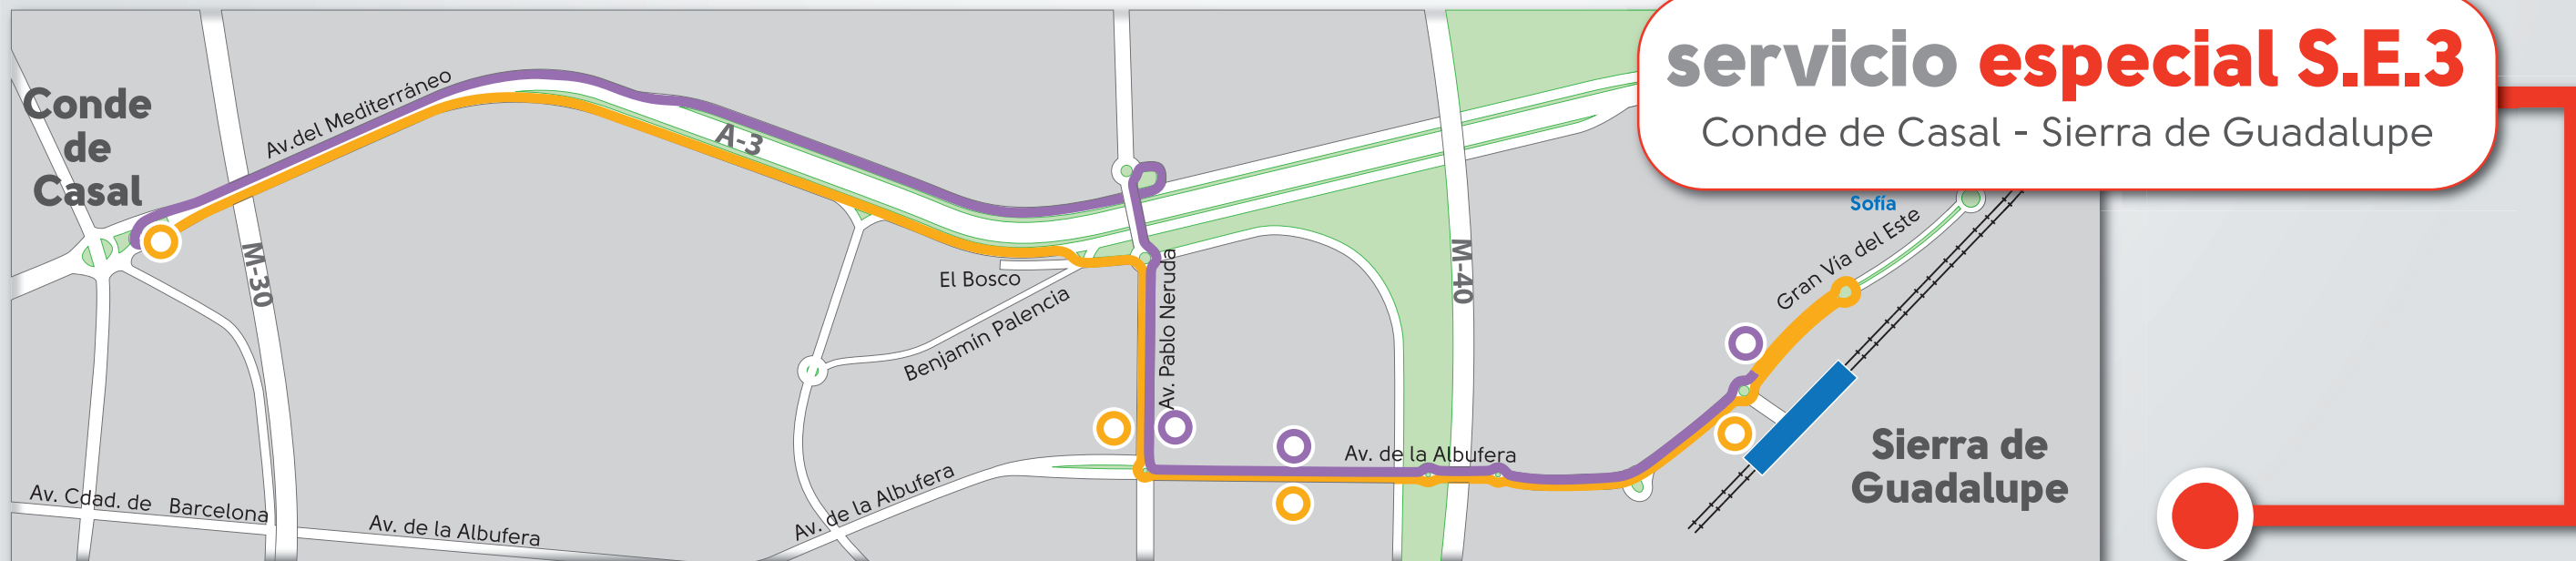 servicio especial S.E.3
Conde de Casal - Sierra de Guadalupe
Conde
de
Casal
Av.del Mediterráneo
A-3
M-30
El Bosco
Benjamín Palencia
Av. Pablo Neruda
M-40
Sofía
Gran Vía del Este
Av. de la Albufera
Sierra de
Guadalupe
Av. Cdad. de Barcelona
Av. de la Albufera
Av. de la Albufera